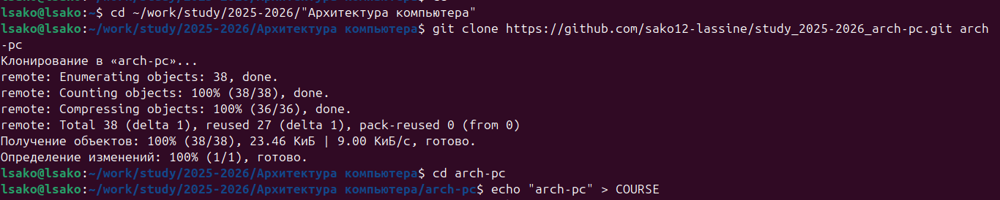 lsako@lsako:~$ cd ~/work/study/2025-2026/"Архитектура компьютера"
lsako@lsako:~/work/study/2025-2026/Архитектура компьютера$ git clone https://github.com/sako12-lassine/study_2025-2026_arch-pc.git arch
-pc
Клонирование в «arch-pc»...
remote: Enumerating objects: 38, done.
remote: Counting objects: 100% (38/38), done.
remote: Compressing objects: 100% (36/36), done.
remote: Total 38 (delta 1), reused 27 (delta 1), pack-reused 0 (from 0)
Получение объектов: 100% (38/38), 23.46 КиБ | 9.00 КиБ/с, готово.
Определение изменений: 100% (1/1), готово.
lsako@lsako:~/work/study/2025-2026/Архитектура компьютера$ cd arch-pc
lsako@lsako:~/work/study/2025-2026/Архитектура компьютера/arch-pc$ echo "arch-pc" > COURSE